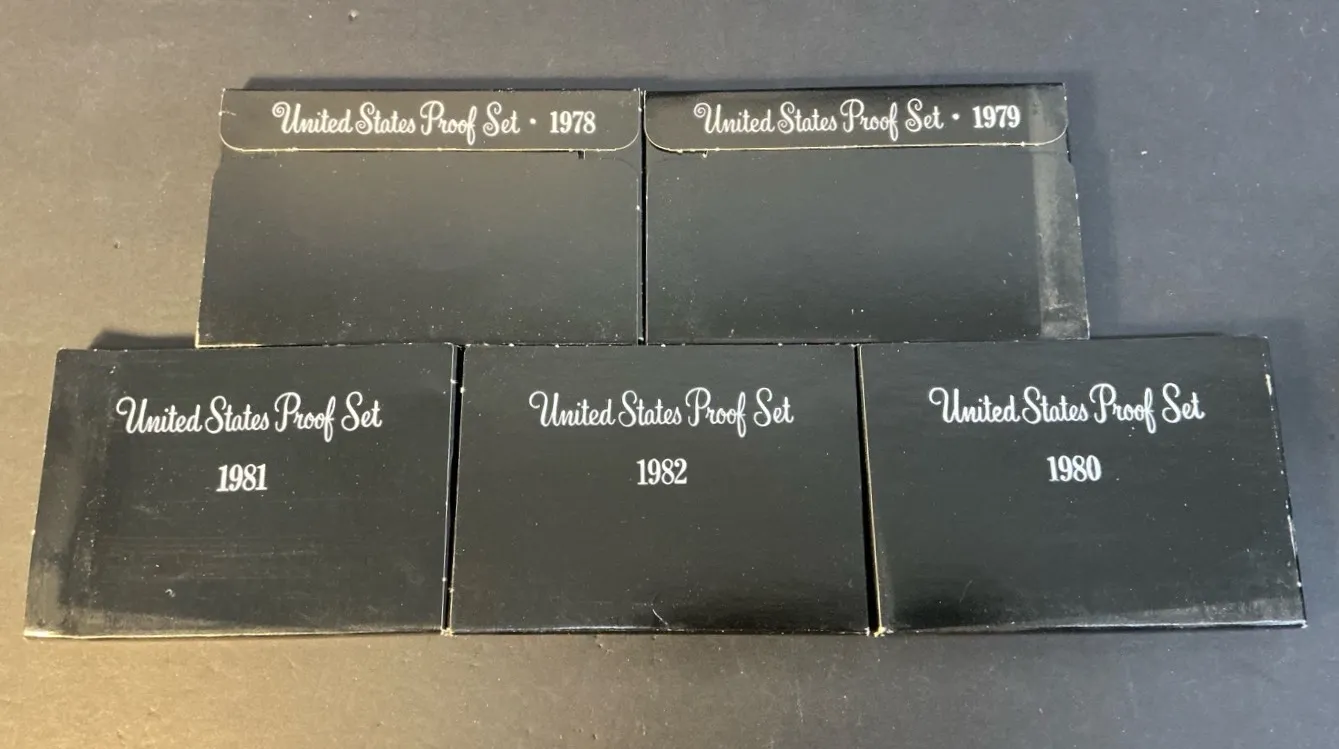 United States Proof Set · 1978
United States Proof Set · 1979
United States Proof Set
1981
United States Proof Set
1982
United States Proof Set
1980